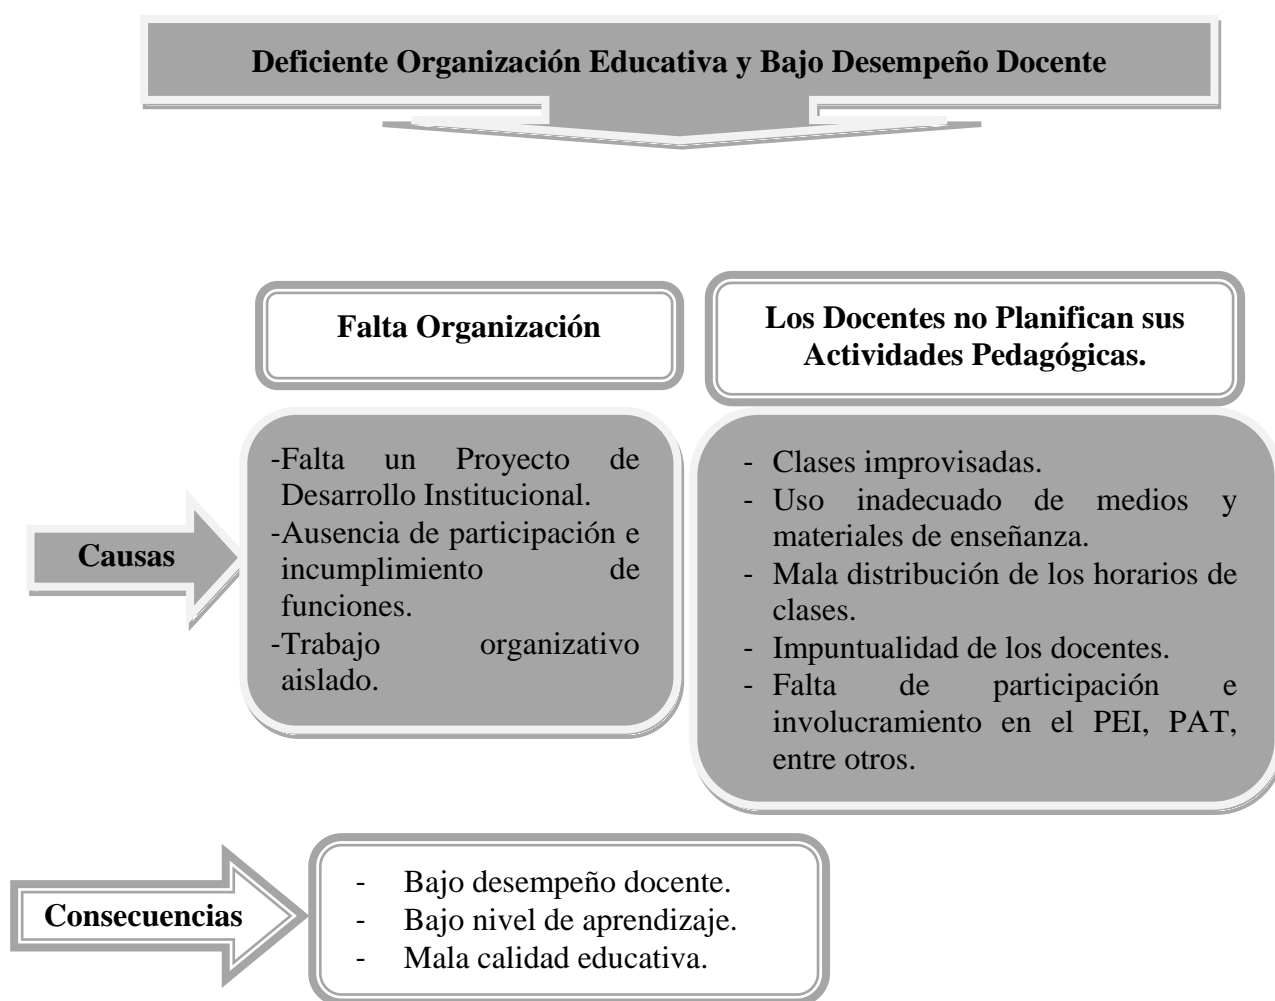 Deficiente Organización Educativa y Bajo Desempeño Docente
Falta Organización
Los Docentes no Planifican sus
Actividades Pedagógicas.
Causas
-Falta un Proyecto de
Desarrollo Institucional.
-Ausencia de participación e
incumplimiento de
funciones.
-Trabajo organizativo
aislado.
- Clases improvisadas.
- Uso inadecuado de medios y
materiales de enseñanza.
- Mala distribución de los horarios de
clases.
- Impuntualidad de los docentes.
- Falta de participación e
involucramiento en el PEI, PAT,
entre otros.
Consecuencias
- Bajo desempeño docente.
- Bajo nivel de aprendizaje.
- Mala calidad educativa.